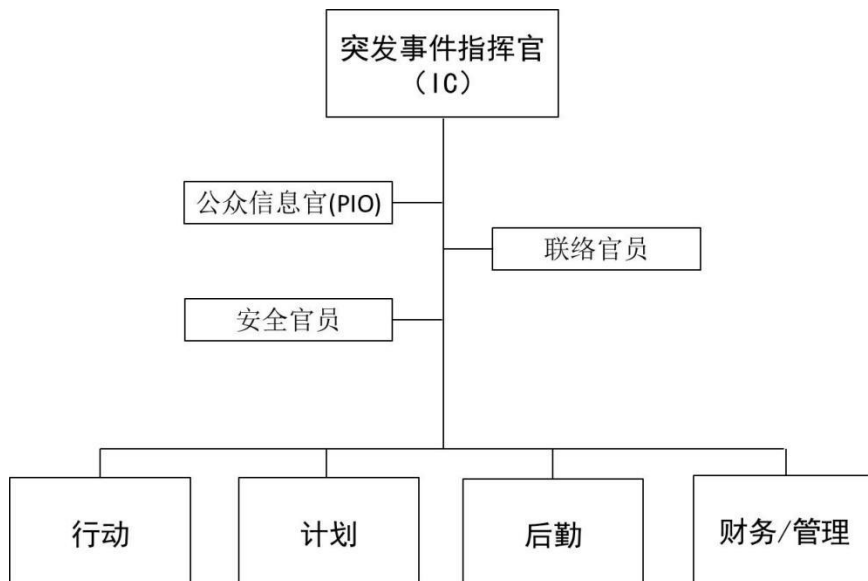 突发事件指挥官
（IC）
公众信息官(PIO)
联络官员
安全官员
行动
计划
后勤
财务/管理